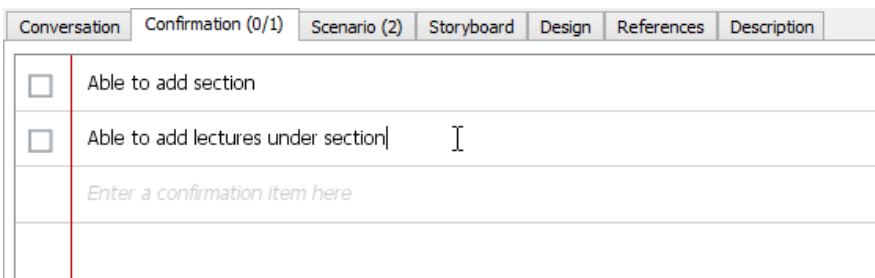 Conversation Confirmation (0/1) Scenario (2) Storyboard Design References Description
Able to add section
Able to add lectures under section
Enter a confirmation item here